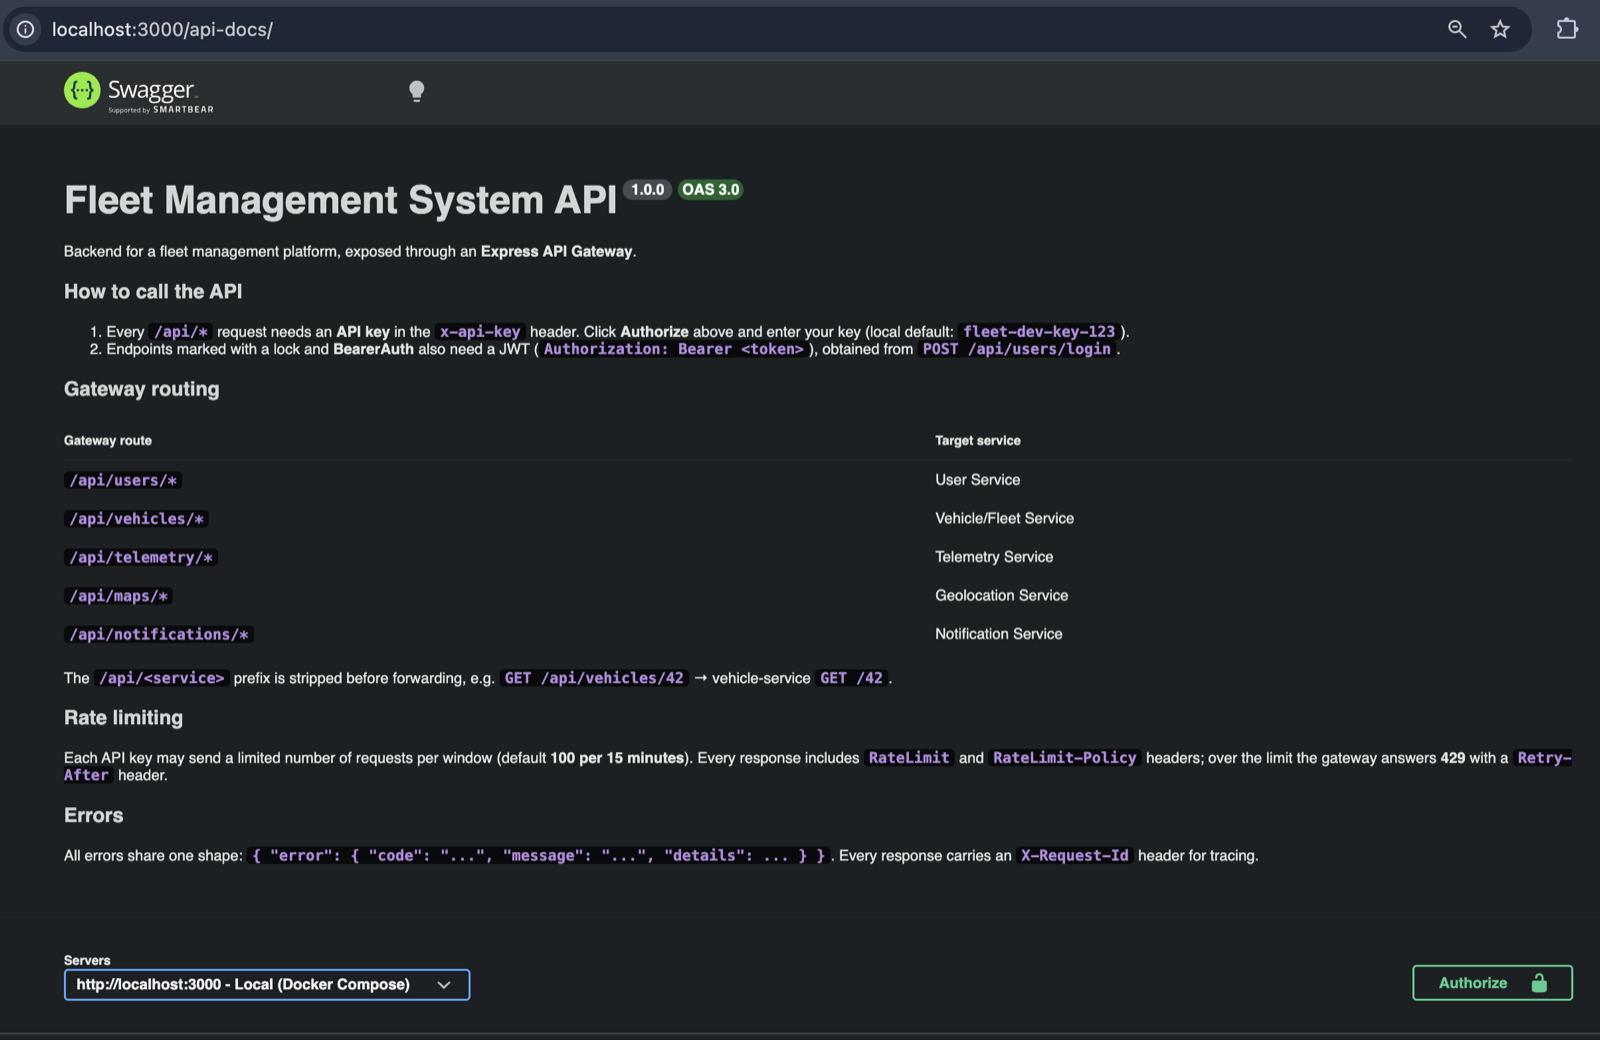 localhost:3000/api-docs/
Swagger
Supported by SMARTBEAR
Fleet Management System API 1.0.0 OAS 3.0
Backend for a fleet management platform, exposed through an Express API Gateway.
How to call the API
1. Every /api/* request needs an API key in the x-api-key header. Click Authorize above and enter your key (local default: fleet-dev-key-123 ).
2. Endpoints marked with a lock and BearerAuth also need a JWT ( Authorization: Bearer <token> ), obtained from POST /api/users/login .
Gateway routing
Gateway route Target service
/api/users/* User Service
/api/vehicles/* Vehicle/Fleet Service
/api/telemetry/* Telemetry Service
/api/maps/* Geolocation Service
/api/notifications/* Notification Service
The /api/<service> prefix is stripped before forwarding, e.g. GET /api/vehicles/42 → vehicle-service GET /42 .
Rate limiting
Each API key may send a limited number of requests per window (default 100 per 15 minutes). Every response includes RateLimit and RateLimit-Policy headers; over the limit the gateway answers 429 with a Retry-
After header.
Errors
All errors share one shape: { "error": { "code": "...", "message": "...", "details": ... } } . Every response carries an X-Request-Id header for tracing.
Servers
http://localhost:3000 - Local (Docker Compose)
Authorize